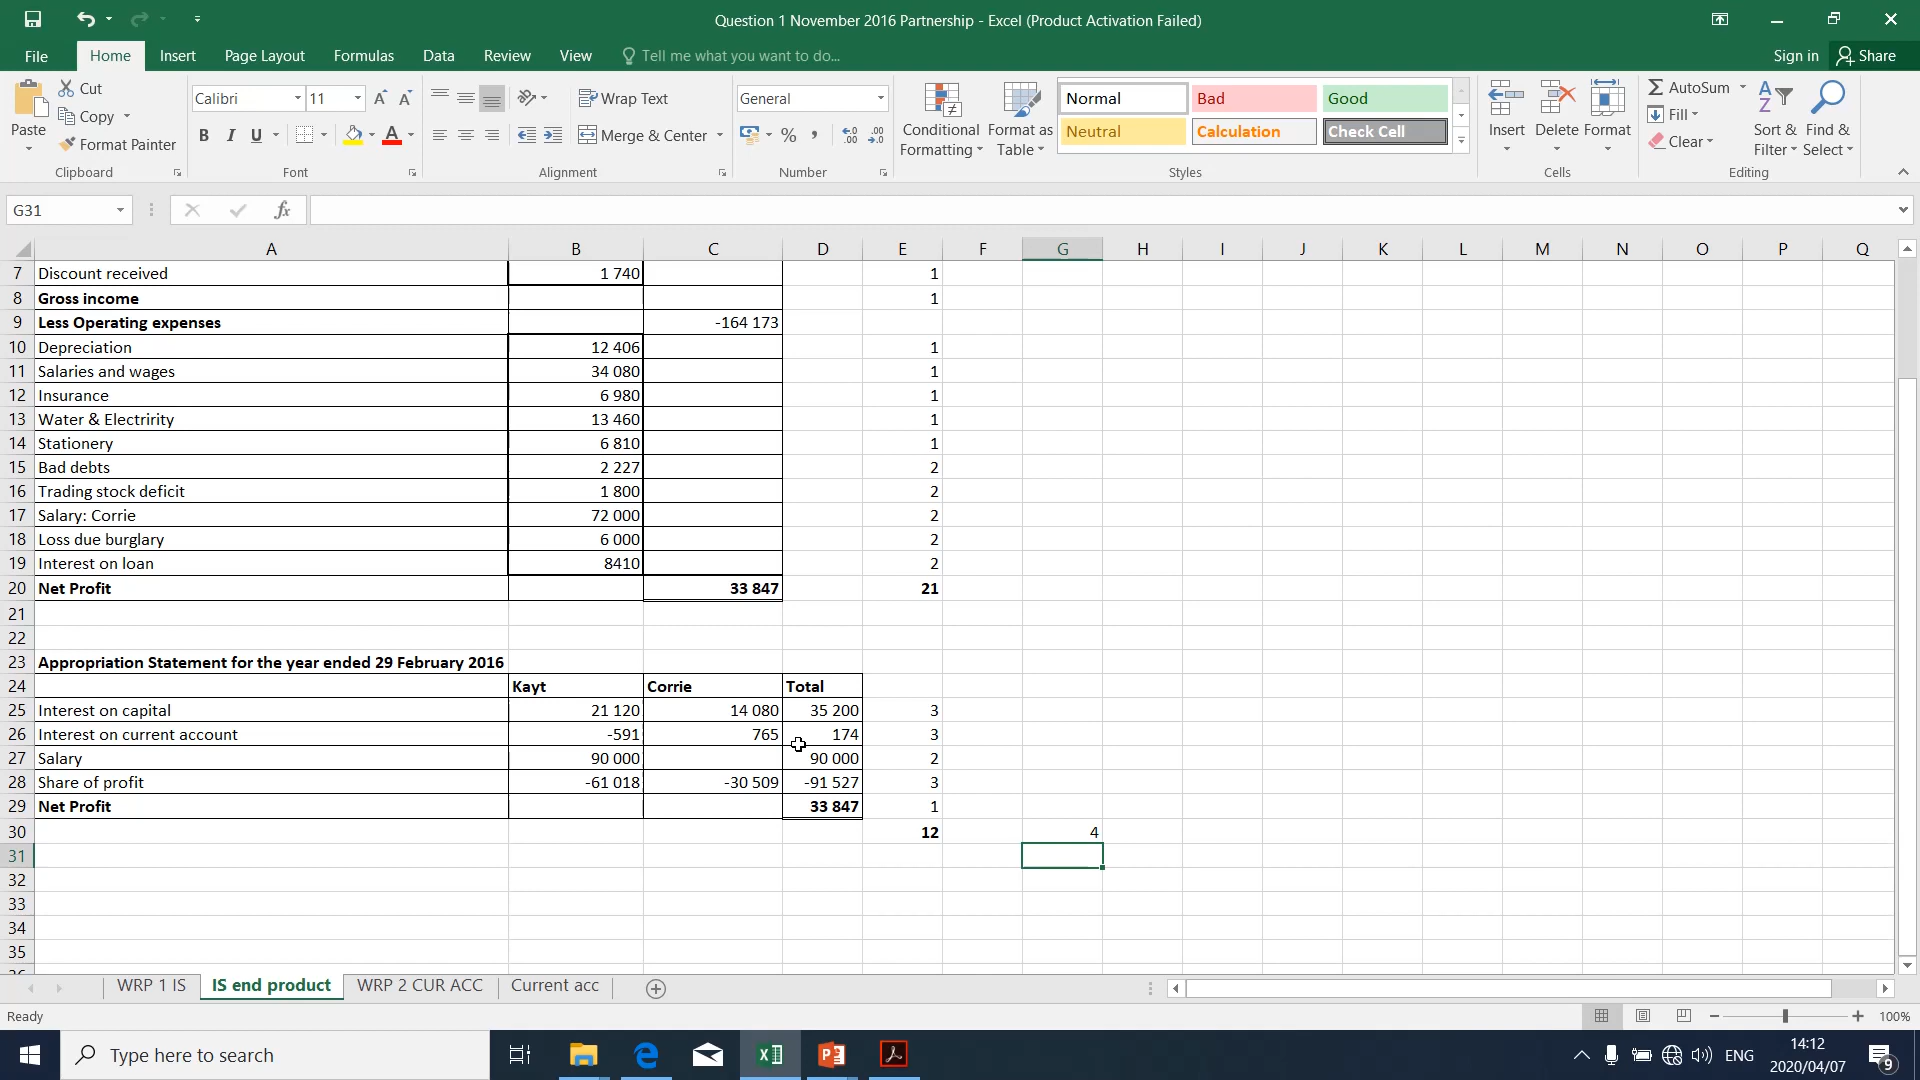 Question 1 November 2016 Partnership - Excel (Product Activation Failed)
File Home Insert Page Layout Formulas Data Review View Tell me what you want to do... Sign in Share
Paste Cut Copy Format Painter Clipboard
Calibri 11 A A B I U A Font
Wrap Text Merge & Center Alignment
General % , Number
Conditional Formatting Format as Table
Normal Bad Good
Neutral Calculation Check Cell
Styles
Insert Delete Format Cells
AutoSum Fill Clear Sort & Filter Find & Select Editing
G31 fx
A B C D E F G H I J K L M N O P Q
7 Discount received 1 740 1
8 Gross income 1
9 Less Operating expenses -164 173
10 Depreciation 12 406 1
11 Salaries and wages 34 080 1
12 Insurance 6 980 1
13 Water & Electririty 13 460 1
14 Stationery 6 810 1
15 Bad debts 2 227 2
16 Trading stock deficit 1 800 2
17 Salary: Corrie 72 000 2
18 Loss due burglary 6 000 2
19 Interest on loan 8410 2
20 Net Profit 33 847 21
21
22
23 Appropriation Statement for the year ended 29 February 2016
24 Kayt Corrie Total
25 Interest on capital 21 120 14 080 35 200 3
26 Interest on current account -591 765 174 3
27 Salary 90 000 90 000 2
28 Share of profit -61 018 -30 509 -91 527 3
29 Net Profit 33 847 1
30 12 4
31
32
33
34
35
WRP 1 IS IS end product WRP 2 CUR ACC Current acc
Ready 100%
Type here to search ENG 14:12
2020/04/07 9